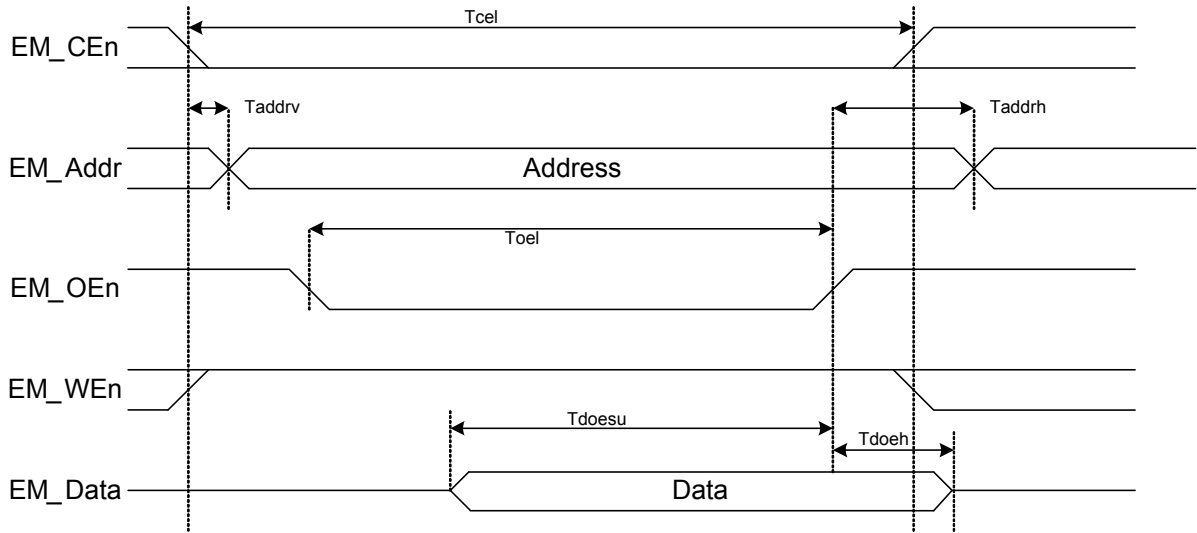 Tcel
EM_CEn
Taddrv
Taddrh
EM_Addr
Address
Toel
EM_OEn
EM_WEn
Tdoesu
Tdoeh
EM_Data
Data